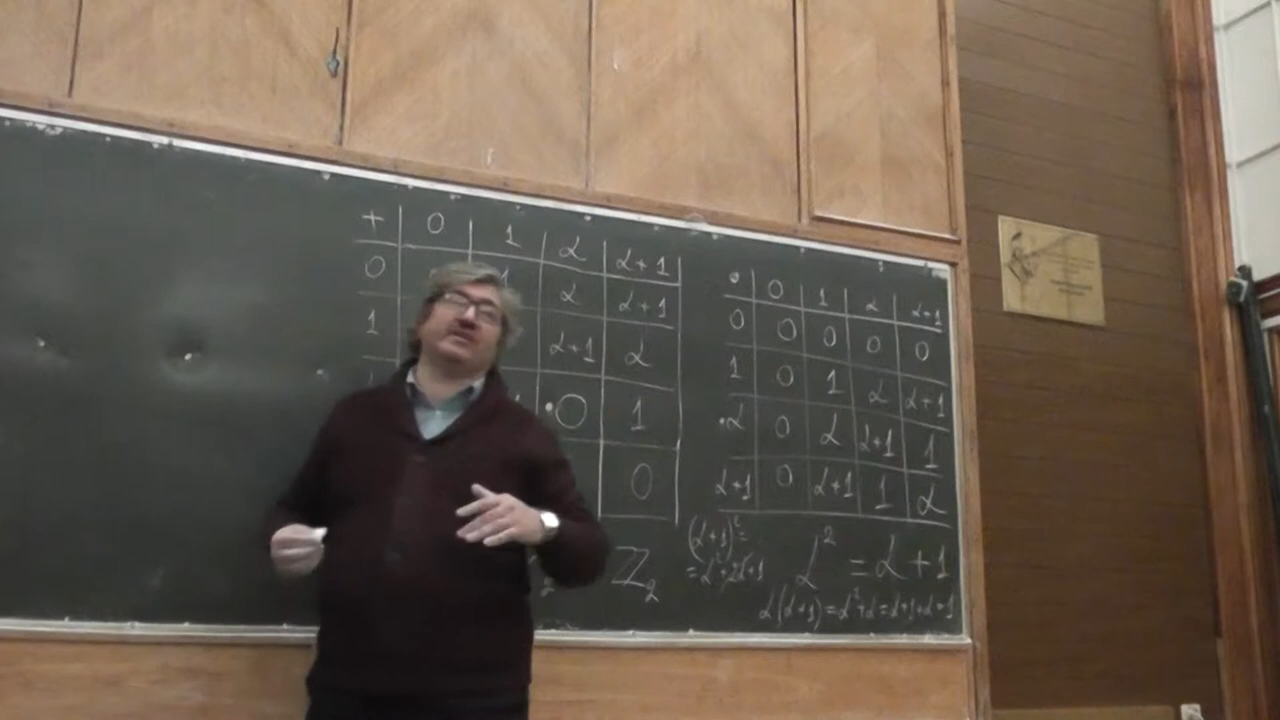 + 0 1 α α+1
0 1 α α+1
1 α+1 α
•0 1
0
ℤ₂
• 0 1 α α+1
0 0 0 0 0
1 0 1 α α+1
•α 0 α α+1 1
α+1 0 α+1 1 α
(α+1)²=
=α²+2α+1
α² = α+1
α(α+1)=α²+α=α+1+α=1